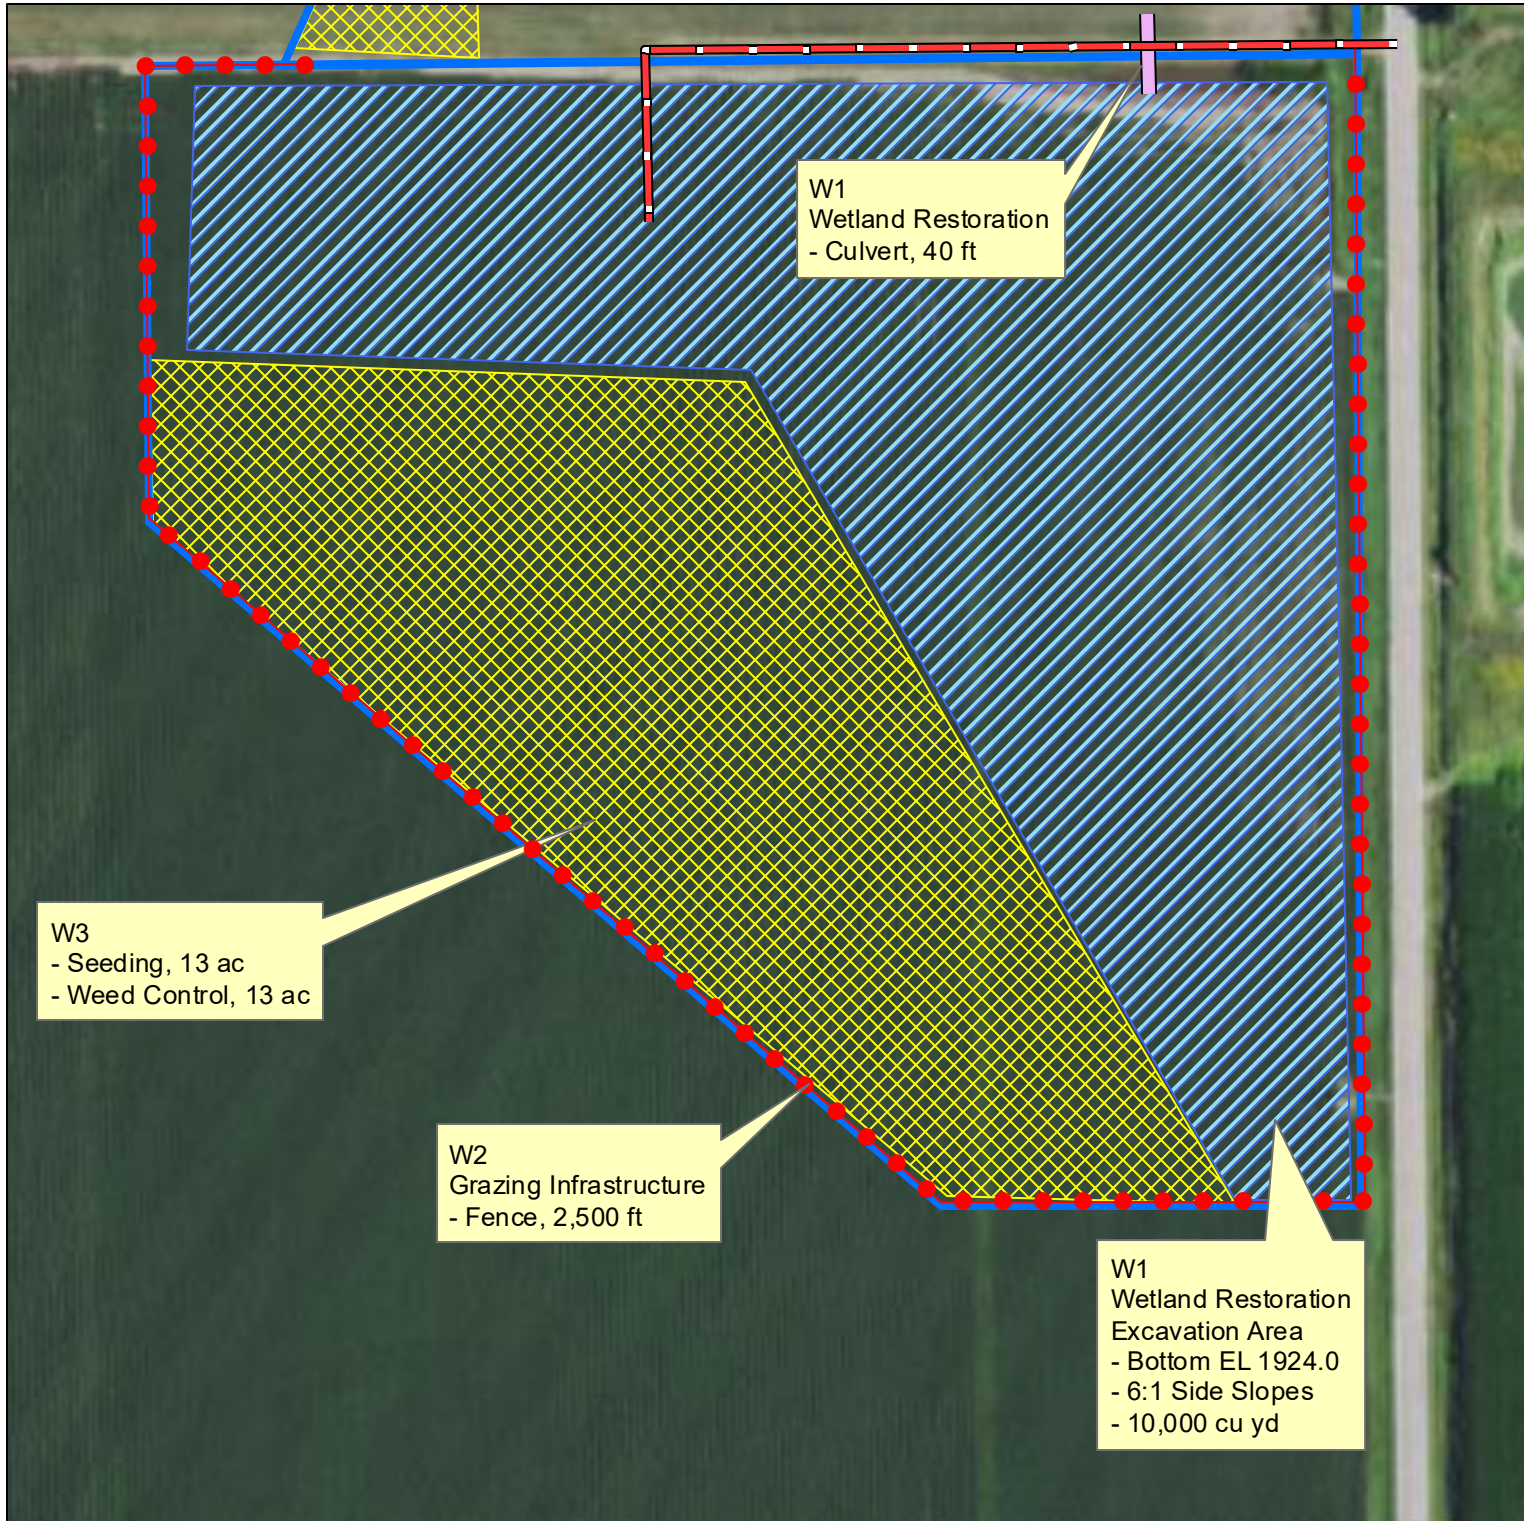 W1
Wetland Restoration
- Culvert, 40 ft
W3
- Seeding, 13 ac
- Weed Control, 13 ac
W2
Grazing Infrastructure
- Fence, 2,500 ft
W1
Wetland Restoration
Excavation Area
- Bottom EL 1924.0
- 6:1 Side Slopes
- 10,000 cu yd